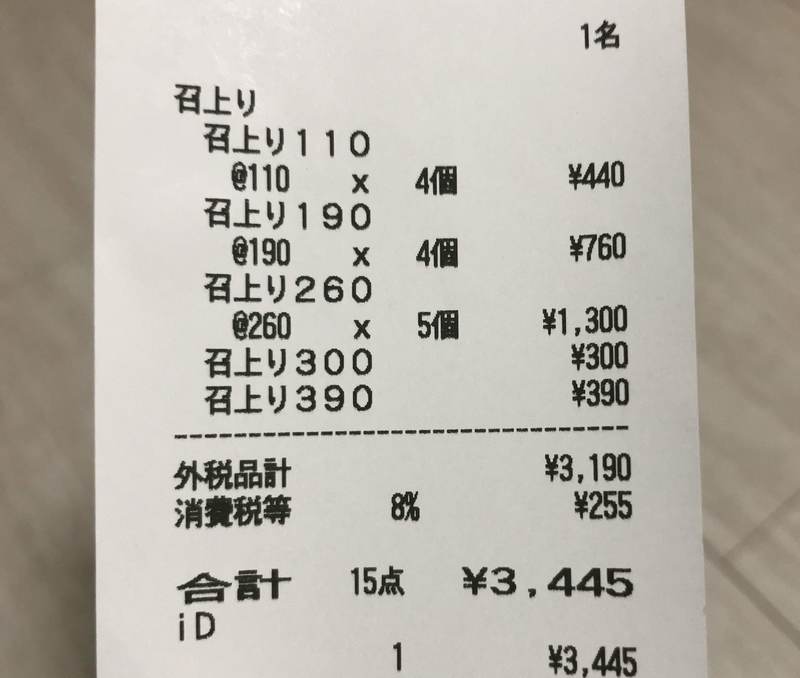 1名
召上り
召上り110
@110 x 4個 ¥440
召上り190
@190 x 4個 ¥760
召上り260
@260 x 5個 ¥1,300
召上り300 ¥300
召上り390 ¥390
外税品計 ¥3,190
消費税等 8% ¥255
合計 15点 ¥3,445
iD
1 ¥3,445